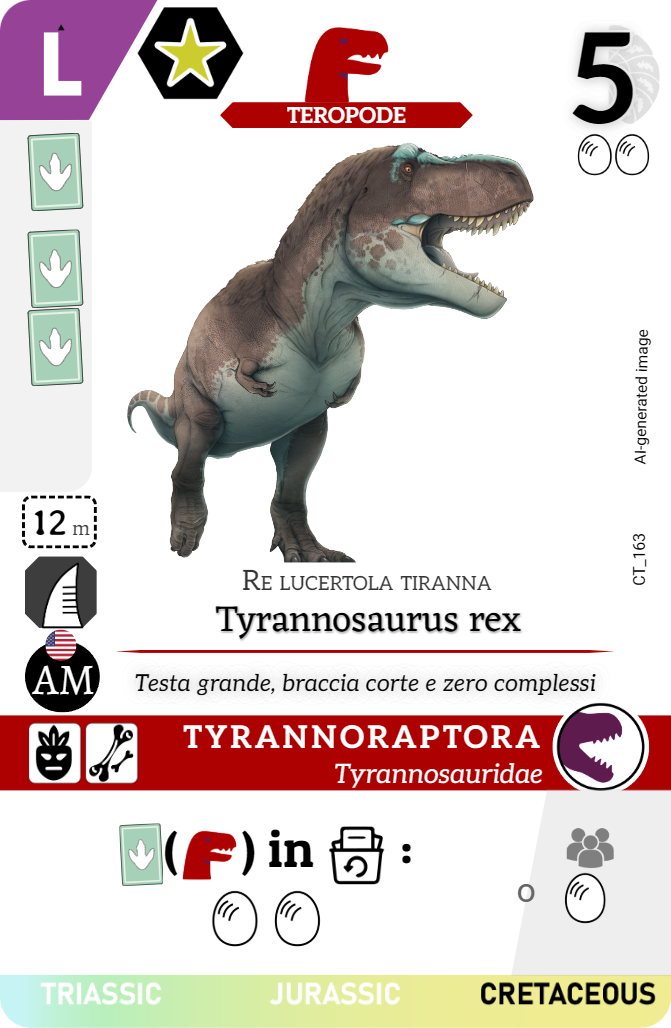 L
TEROPODE
5
AI-generated image
12 m
CT_163
RE LUCERTOLA TIRANNA
Tyrannosaurus rex
AM
Testa grande, braccia corte e zero complessi
TYRANNORAPTORA
Tyrannosauridae
( ) in :
o
TRIASSIC JURASSIC CRETACEOUS